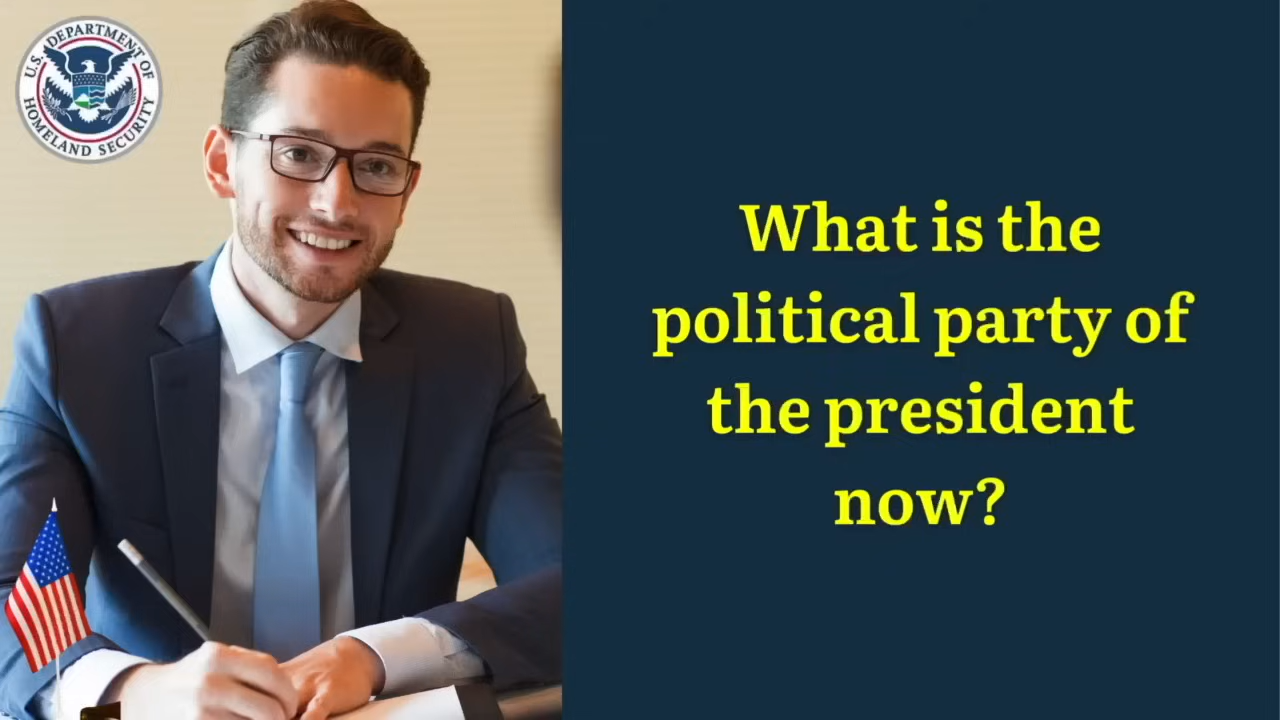 U.S. DEPARTMENT OF
HOMELAND SECURITY
What is the
political party of
the president
now?